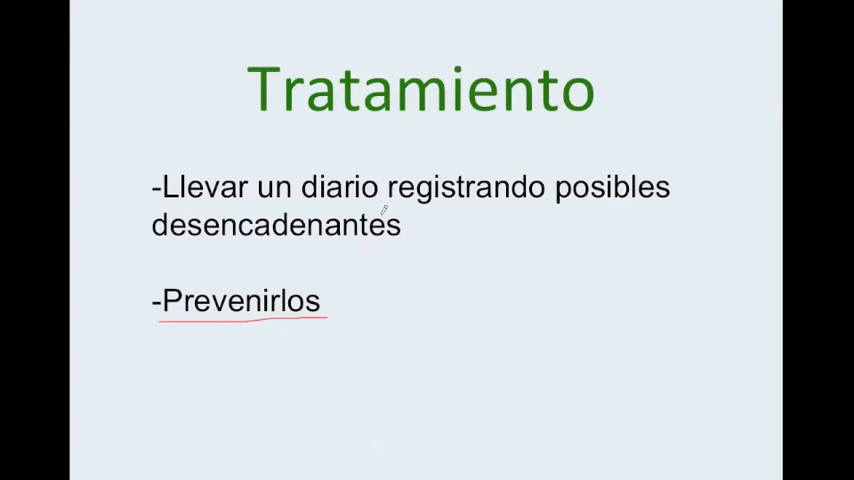 Tratamiento
-Llevar un diario registrando posibles
desencadenantes
-Prevenirlos